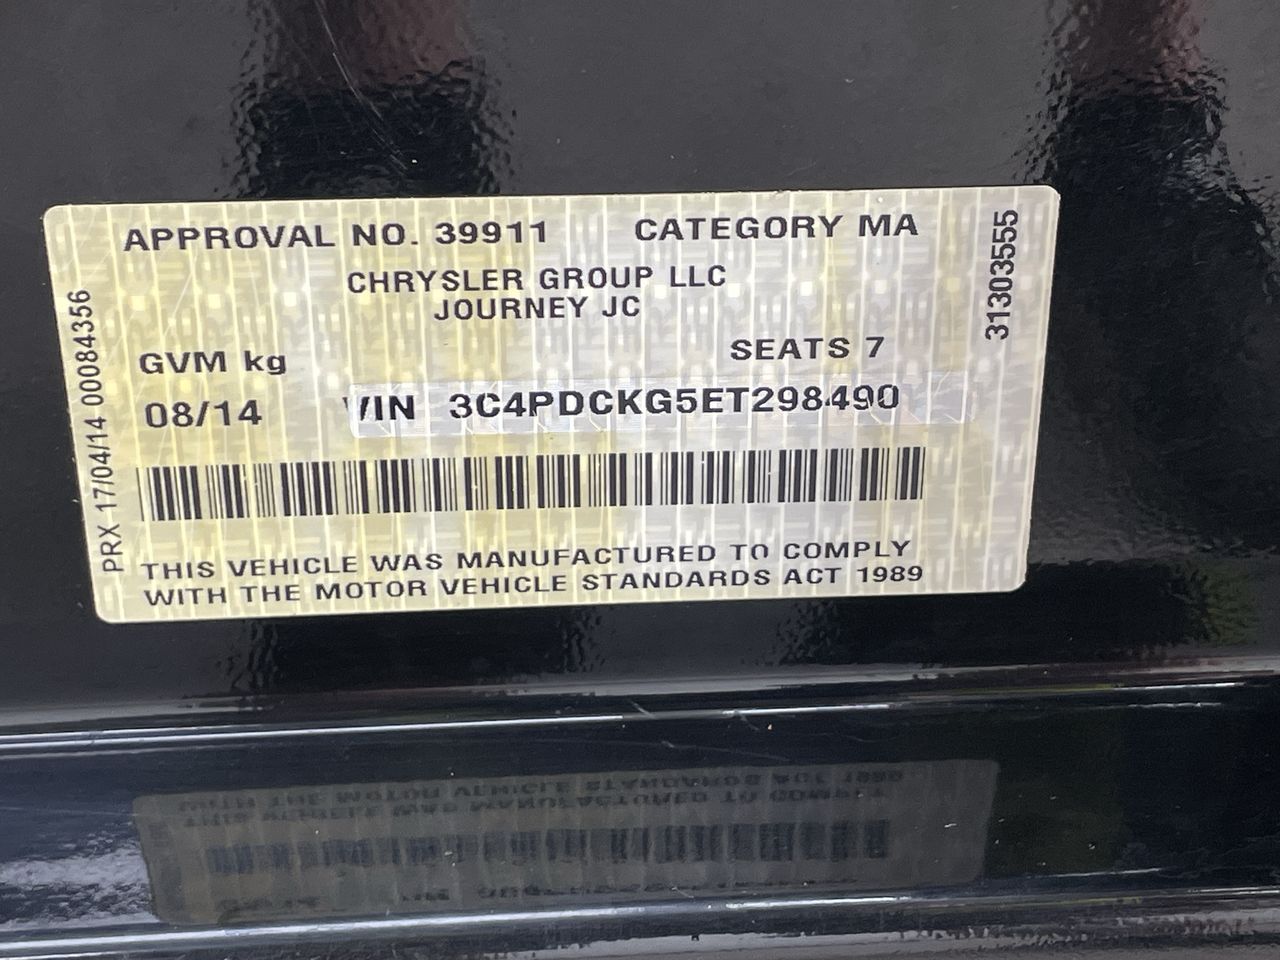 APPROVAL NO. 39911 CATEGORY MA
CHRYSLER GROUP LLC
JOURNEY JC
GVM kg SEATS 7
08/14 VIN 3C4PDCKG5ET298490
THIS VEHICLE WAS MANUFACTURED TO COMPLY
WITH THE MOTOR VEHICLE STANDARDS ACT 1989
PRX 17/04/14 00084356
31303555